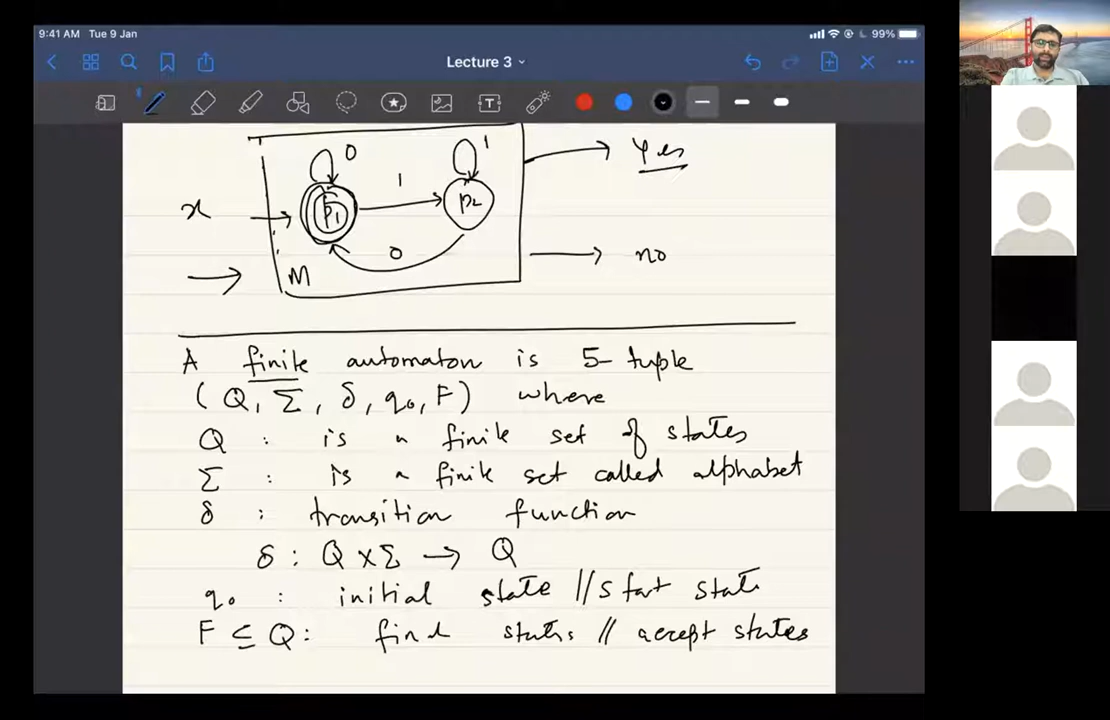 9:41 AM Tue 9 Jan
99%
Lecture 3
0
1
1
Yes
x
p1
p2
0
M
no
A finite automaton is 5-tuple
(Q, Σ, δ, q0, F) where
Q : is a finite set of states
Σ : is a finite set called alphabet
δ : transition function
δ : Q × Σ → Q
q0 : initial state // start state
F ⊆ Q : final states // accept states